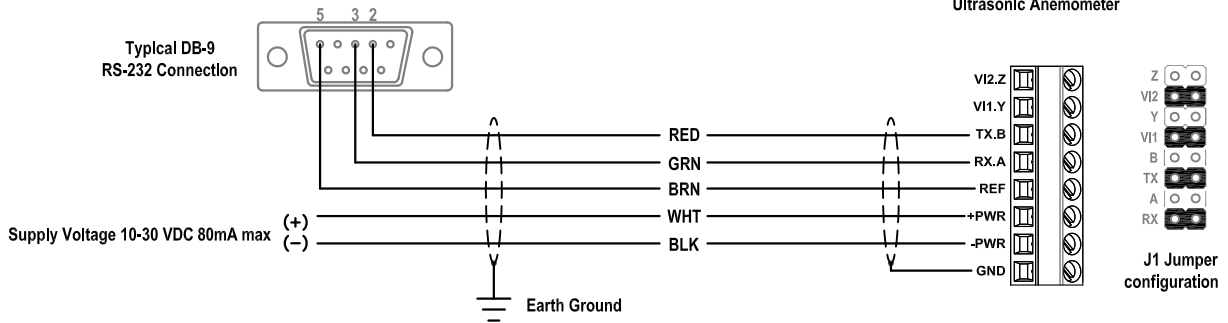 Ultrasonic Anemometer
5 3 2
Typical DB-9
RS-232 Connection
VI2.Z
VI1.Y
RED TX.B
GRN RX.A
BRN REF
(+) WHT +PWR
Supply Voltage 10-30 VDC 80mA max (−) BLK -PWR
GND
Earth Ground
Z
VI2
Y
VI1
B
TX
A
RX
J1 Jumper
configuration